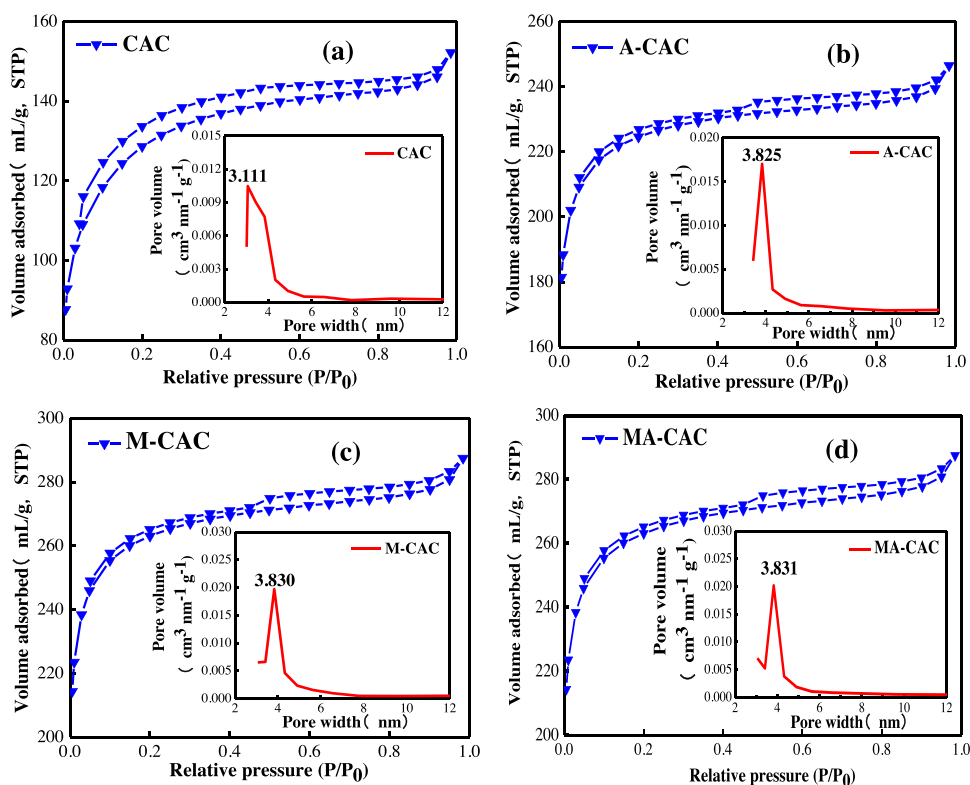 CAC
(a)
Volume adsorbed( mL/g, STP)
160
140
120
100
80
0.0 0.2 0.4 0.6 0.8 1.0
Relative pressure (P/P0)
CAC
3.111
Pore volume
( cm3 nm-1 g-1)
0.015
0.012
0.009
0.006
0.003
0.000
2 4 6 8 10 12
Pore width( nm)
A-CAC
(b)
Volume adsorbed( mL/g, STP)
260
240
220
200
180
160
0.0 0.2 0.4 0.6 0.8 1.0
Relative pressure (P/P0)
A-CAC
3.825
Pore volume
( cm3 nm-1 g-1)
0.020
0.015
0.010
0.005
0.000
2 4 6 8 10 12
Pore width( nm)
M-CAC
(c)
Volume adsorbed( mL/g, STP)
300
280
260
240
220
200
0.0 0.2 0.4 0.6 0.8 1.0
Relative pressure (P/P0)
M-CAC
3.830
Pore volume
( cm3 nm-1 g-1)
0.030
0.025
0.020
0.015
0.010
0.005
0.000
2 4 6 8 10 12
Pore width( nm)
MA-CAC
(d)
Volume adsorbed( mL/g, STP)
300
280
260
240
220
200
0.0 0.2 0.4 0.6 0.8 1.0
Relative pressure (P/P0)
MA-CAC
3.831
Pore volume
( cm3 nm-1 g-1)
0.030
0.025
0.020
0.015
0.010
0.005
0.000
2 4 6 8 10 12
Pore width( nm)